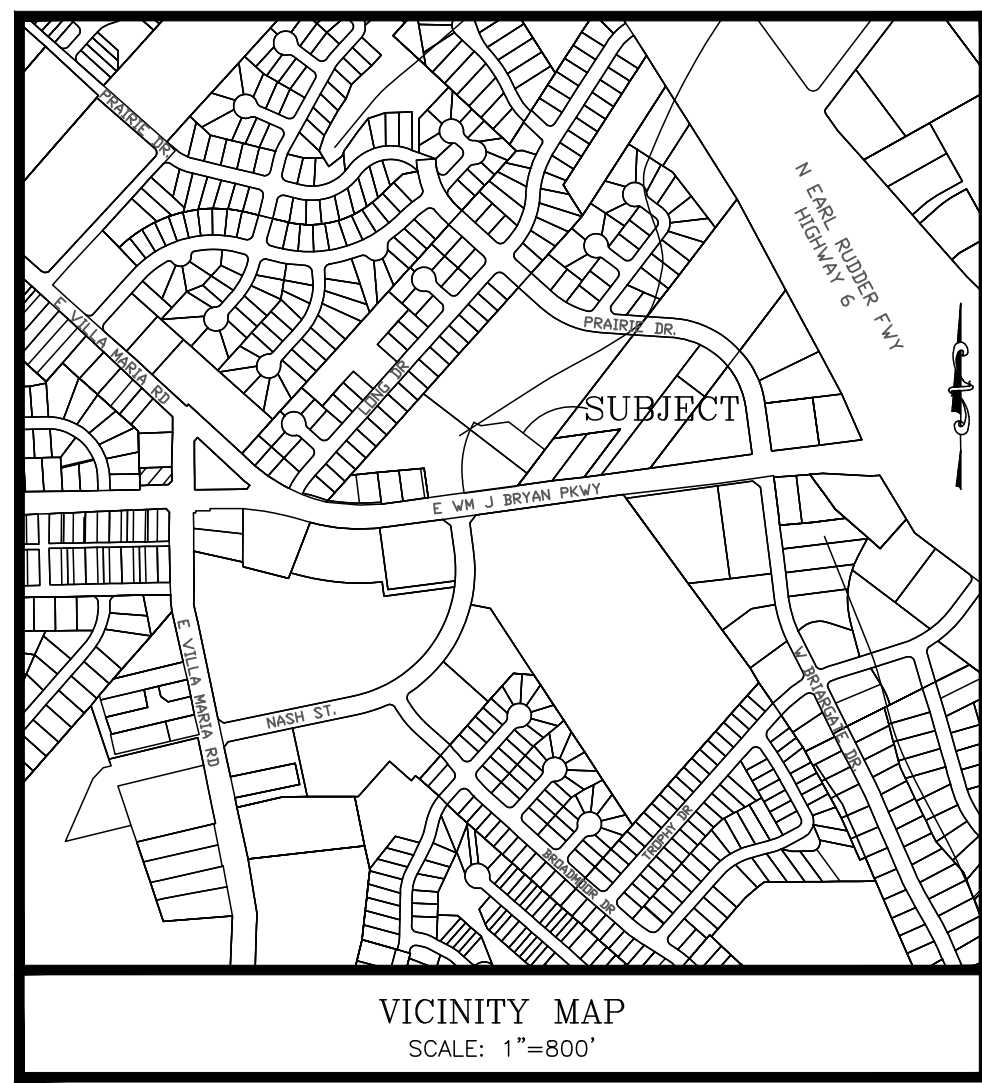 PRAIRIE DR.
N EARL RUDDER FWY
HIGHWAY 6
E VILLA MARIA RD
PRAIRIE DR.
LONG DR
SUBJECT
E WM J BRYAN PKWY
E VILLA MARIA RD
W BRIARGATE DR.
NASH ST.
TROPHY DR
BROADMOOR DR
VICINITY MAP
SCALE: 1"=800'